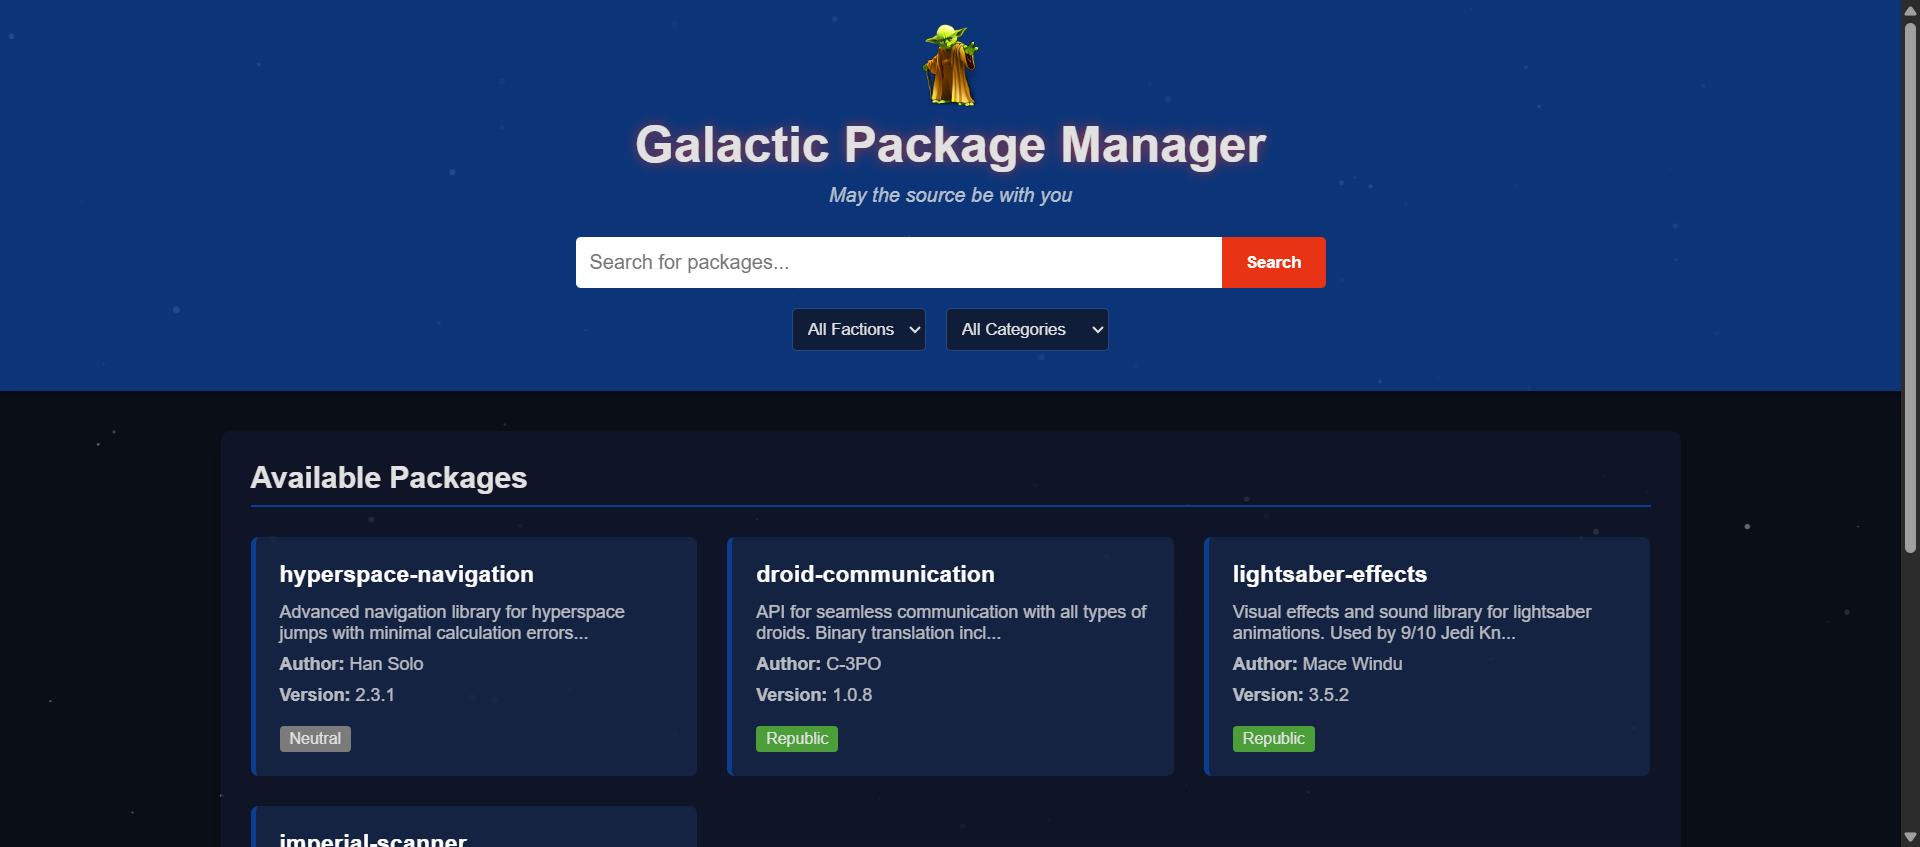 Galactic Package Manager
May the source be with you
Search for packages...
Search
All Factions
All Categories
Available Packages
hyperspace-navigation
Advanced navigation library for hyperspace
jumps with minimal calculation errors...
Author: Han Solo
Version: 2.3.1
Neutral
droid-communication
API for seamless communication with all types of
droids. Binary translation incl...
Author: C-3PO
Version: 1.0.8
Republic
lightsaber-effects
Visual effects and sound library for lightsaber
animations. Used by 9/10 Jedi Kn...
Author: Mace Windu
Version: 3.5.2
Republic
imperial-scanner